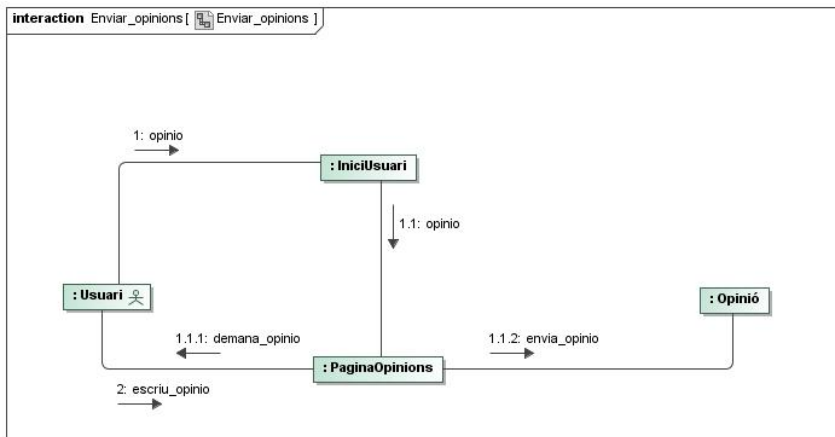 interaction Enviar_opinions[ Enviar_opinions ]
1: opinio
: IniciUsuari
1.1: opinio
: Usuari
: Opinió
1.1.1: demana_opinio
1.1.2: envia_opinio
: PaginaOpinions
2: escriu_opinio